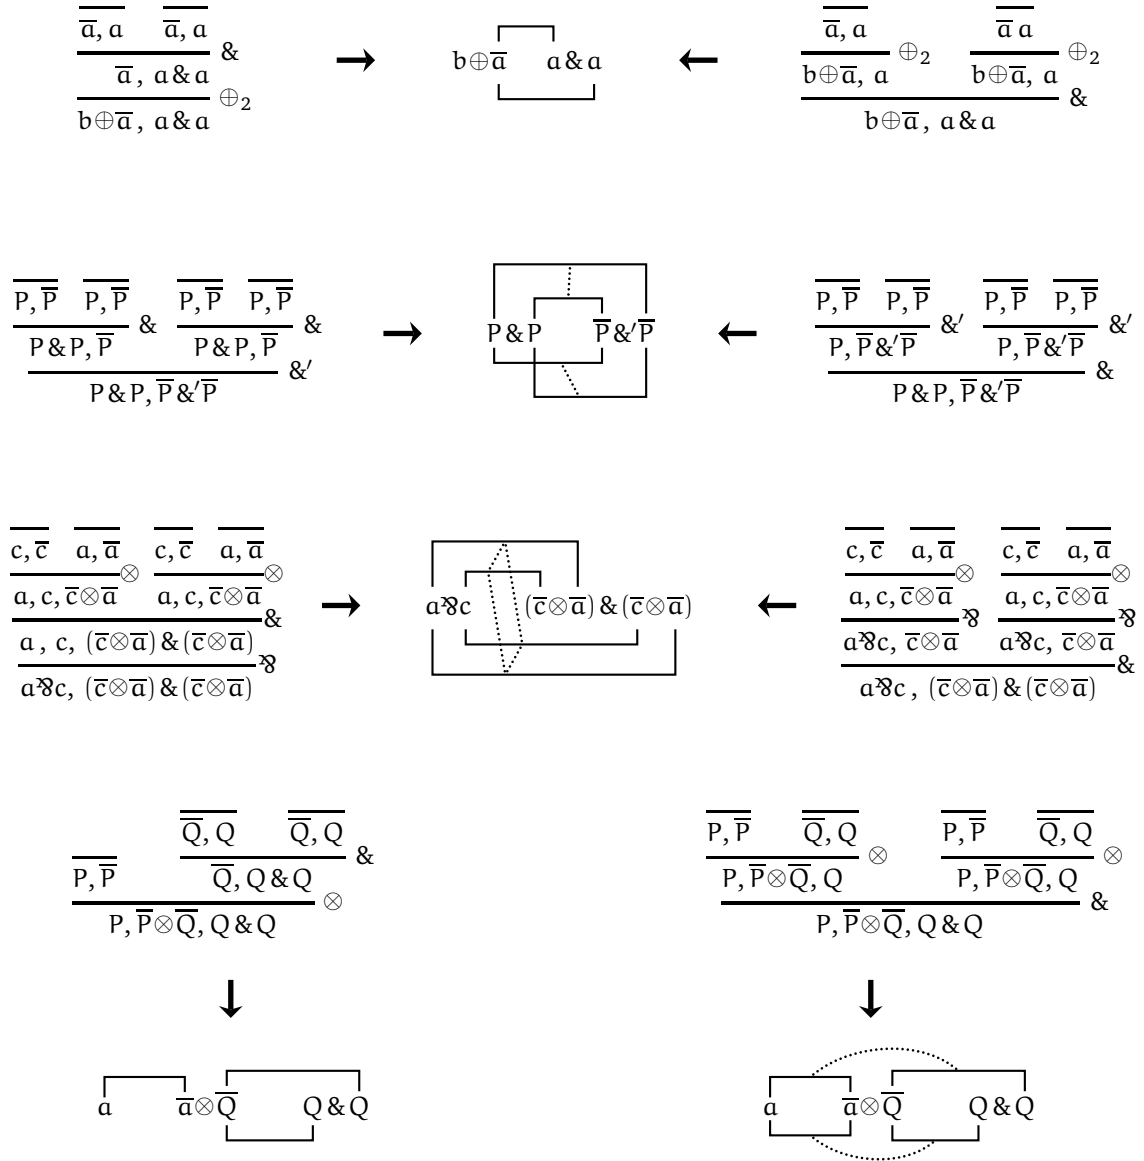 a̅, a a̅, a
&
a̅ , a & a
⊕₂
b⊕a̅ , a & a
b⊕a̅ a & a
a̅, a a̅ a
⊕₂ ⊕₂
b⊕a̅, a b⊕a̅, a
&
b⊕a̅, a & a
P, P̅ P, P̅ P, P̅ P, P̅
& &
P & P, P̅ P & P, P̅
&′
P & P, P̅ &′ P̅
P & P P̅ &′ P̅
P, P̅ P, P̅ P, P̅ P, P̅
&′ &′
P, P̅ &′ P̅ P, P̅ &′ P̅
&
P & P, P̅ &′ P̅
c, c̅ a, a̅ c, c̅ a, a̅
⊗ ⊗
a, c, c̅⊗a̅ a, c, c̅⊗a̅
&
a , c, (c̅⊗a̅) & (c̅⊗a̅)
⅋
a⅋c, (c̅⊗a̅) & (c̅⊗a̅)
a⅋c (c̅⊗a̅) & (c̅⊗a̅)
c, c̅ a, a̅ c, c̅ a, a̅
⊗ ⊗
a, c, c̅⊗a̅ a, c, c̅⊗a̅
⅋ ⅋
a⅋c, c̅⊗a̅ a⅋c, c̅⊗a̅
&
a⅋c , (c̅⊗a̅) & (c̅⊗a̅)
Q̅, Q Q̅, Q
&
P, P̅ Q̅, Q & Q
⊗
P, P̅⊗Q̅, Q & Q
a a̅⊗Q̅ Q & Q
P, P̅ Q̅, Q P, P̅ Q̅, Q
⊗ ⊗
P, P̅⊗Q̅, Q P, P̅⊗Q̅, Q
&
P, P̅⊗Q̅, Q & Q
a a̅⊗Q̅ Q & Q